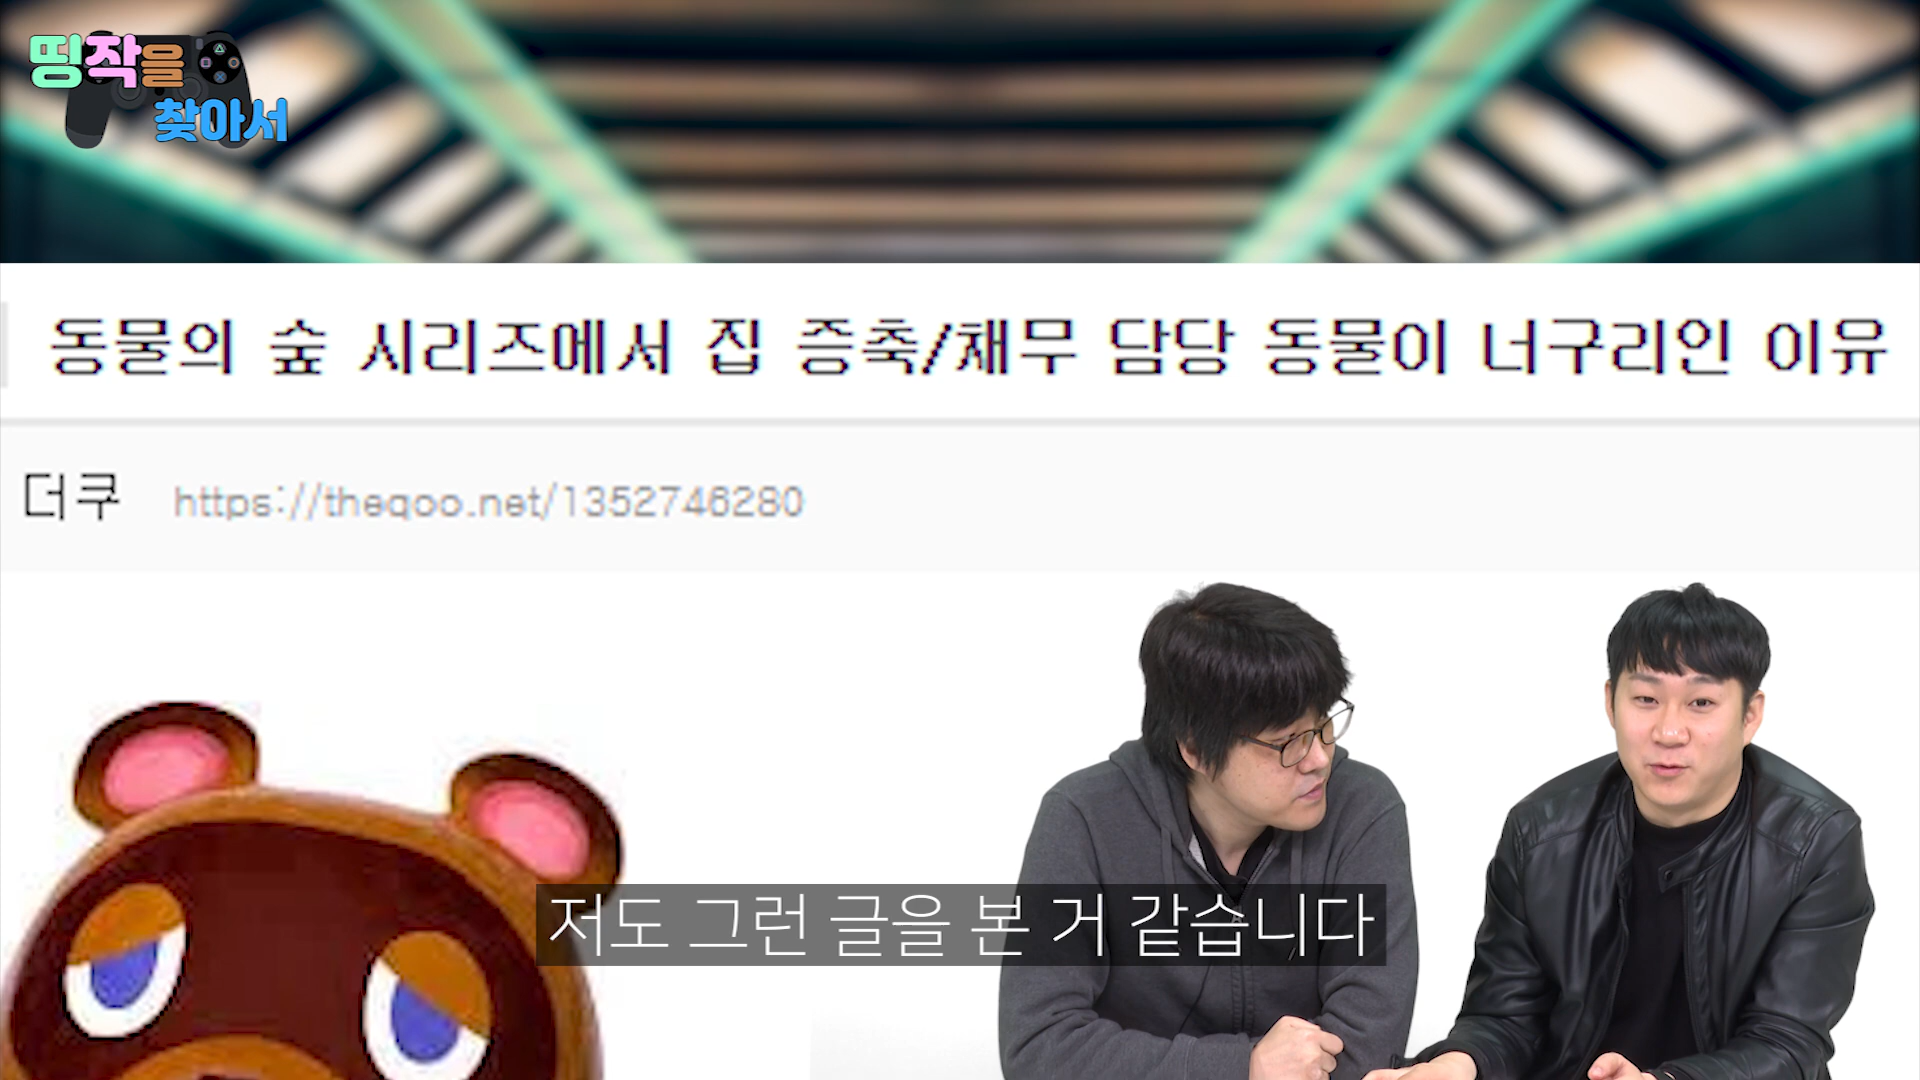 띵작을
찾아서
동물의 숲 시리즈에서 집 증축/채무 담당 동물이 너구리인 이유
더쿠 https://theqoo.net/1352746280
저도 그런 글을 본 거 같습니다